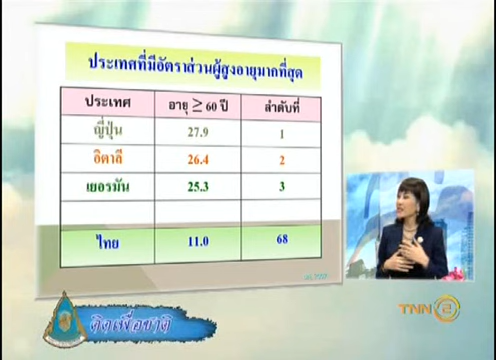 ประเทศที่มีอัตราส่วนผู้สูงอายุมากที่สุด
ประเทศ อายุ ≥ 60 ปี ลำดับที่
ญี่ปุ่น 27.9 1
อิตาลี 26.4 2
เยอรมัน 25.3 3
ไทย 11.0 68
คิดเพื่อชาติ
TNN 2